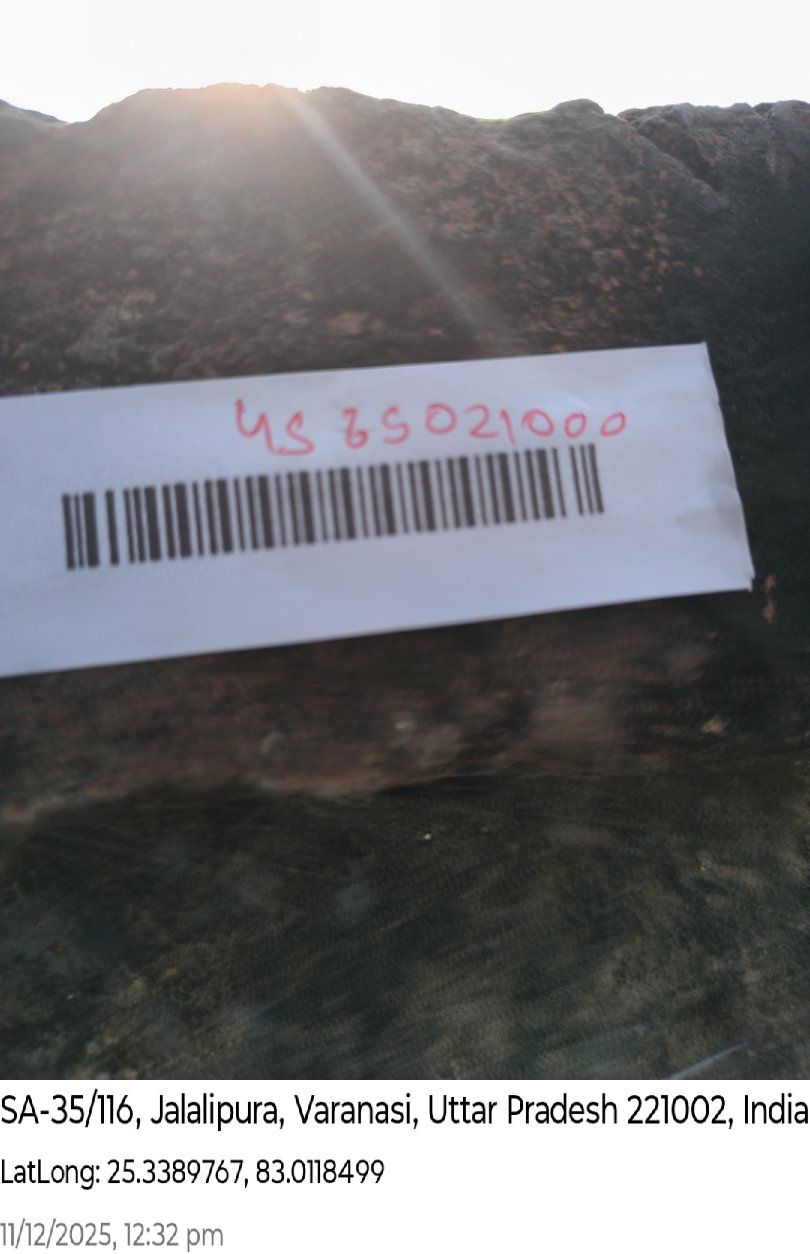 4S 65021000
SA-35/116, Jalalipura, Varanasi, Uttar Pradesh 221002, India
LatLong: 25.3389767, 83.0118499
11/12/2025, 12:32 pm